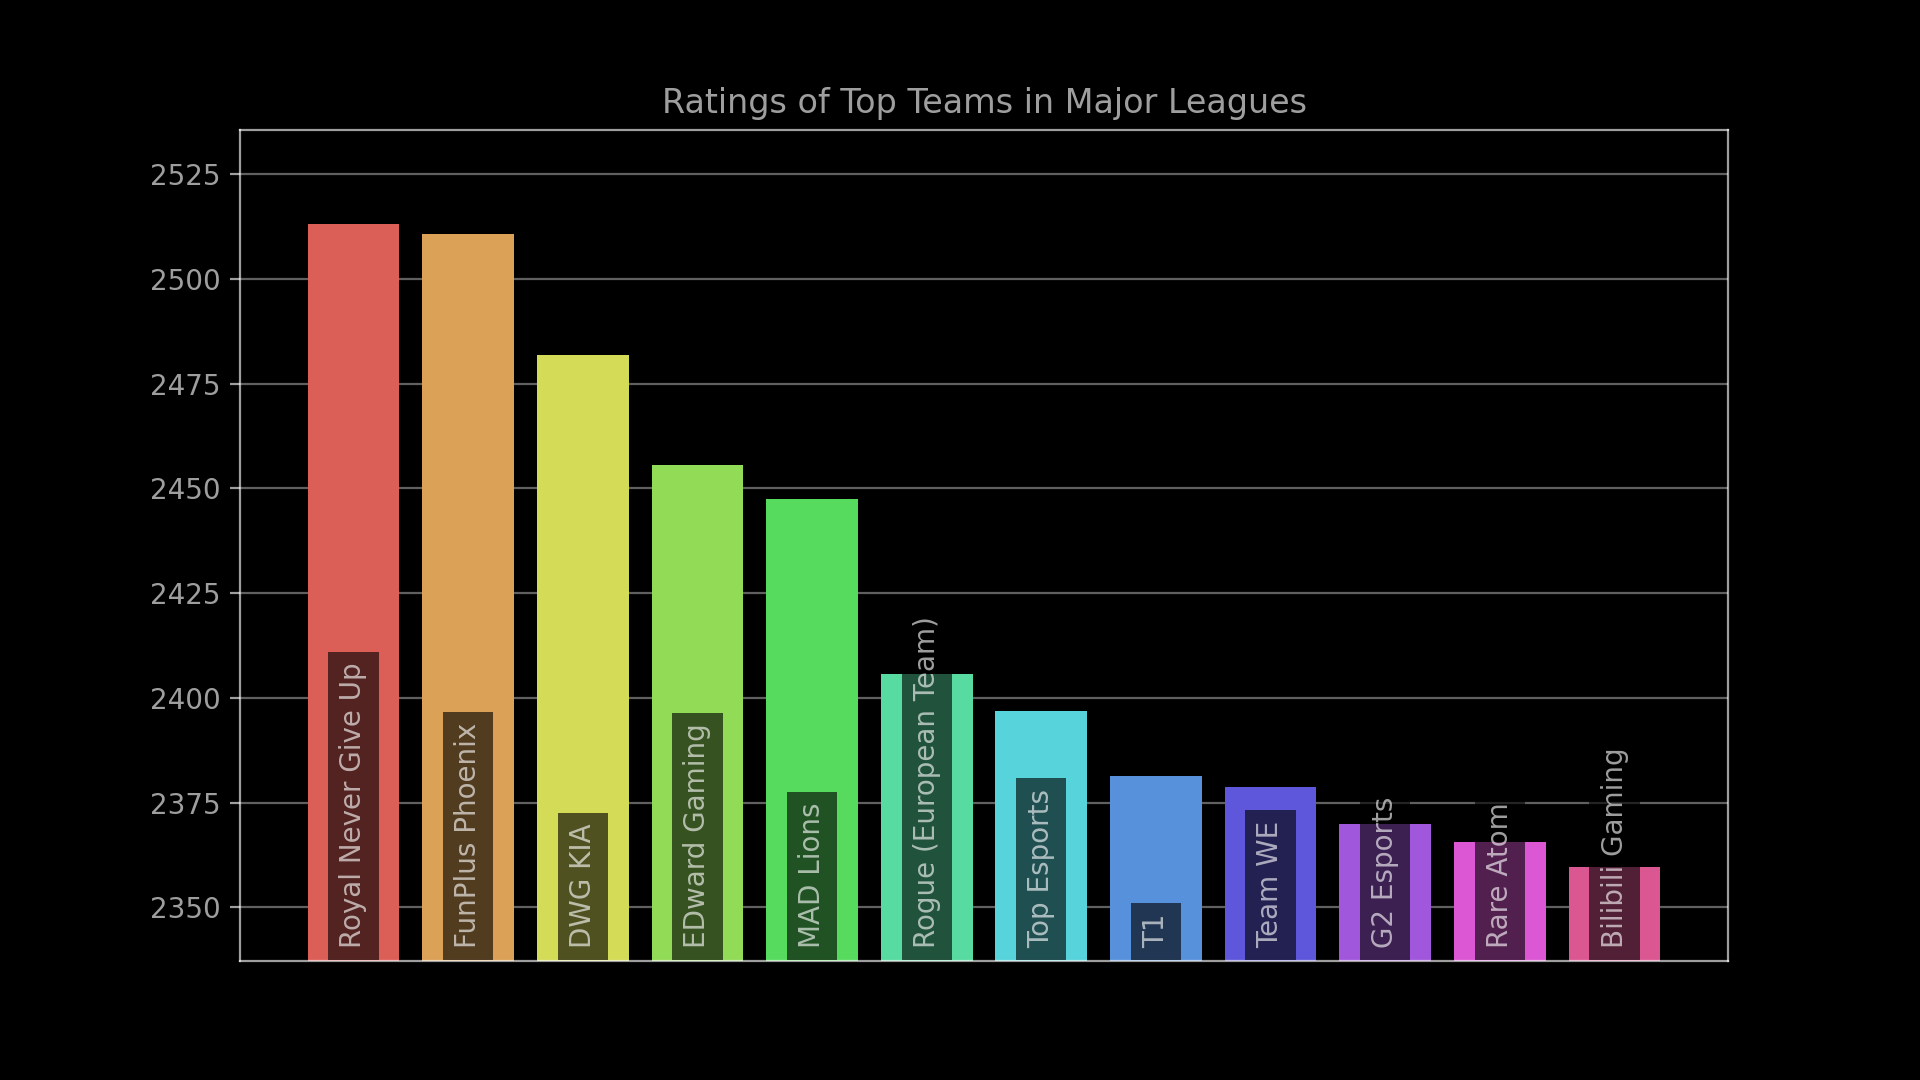 Ratings of Top Teams in Major Leagues
2525
2500
2475
2450
2425
2400
2375
2350
Royal Never Give Up
FunPlus Phoenix
DWG KIA
EDward Gaming
MAD Lions
Rogue (European Team)
Top Esports
T1
Team WE
G2 Esports
Rare Atom
Bilibili Gaming